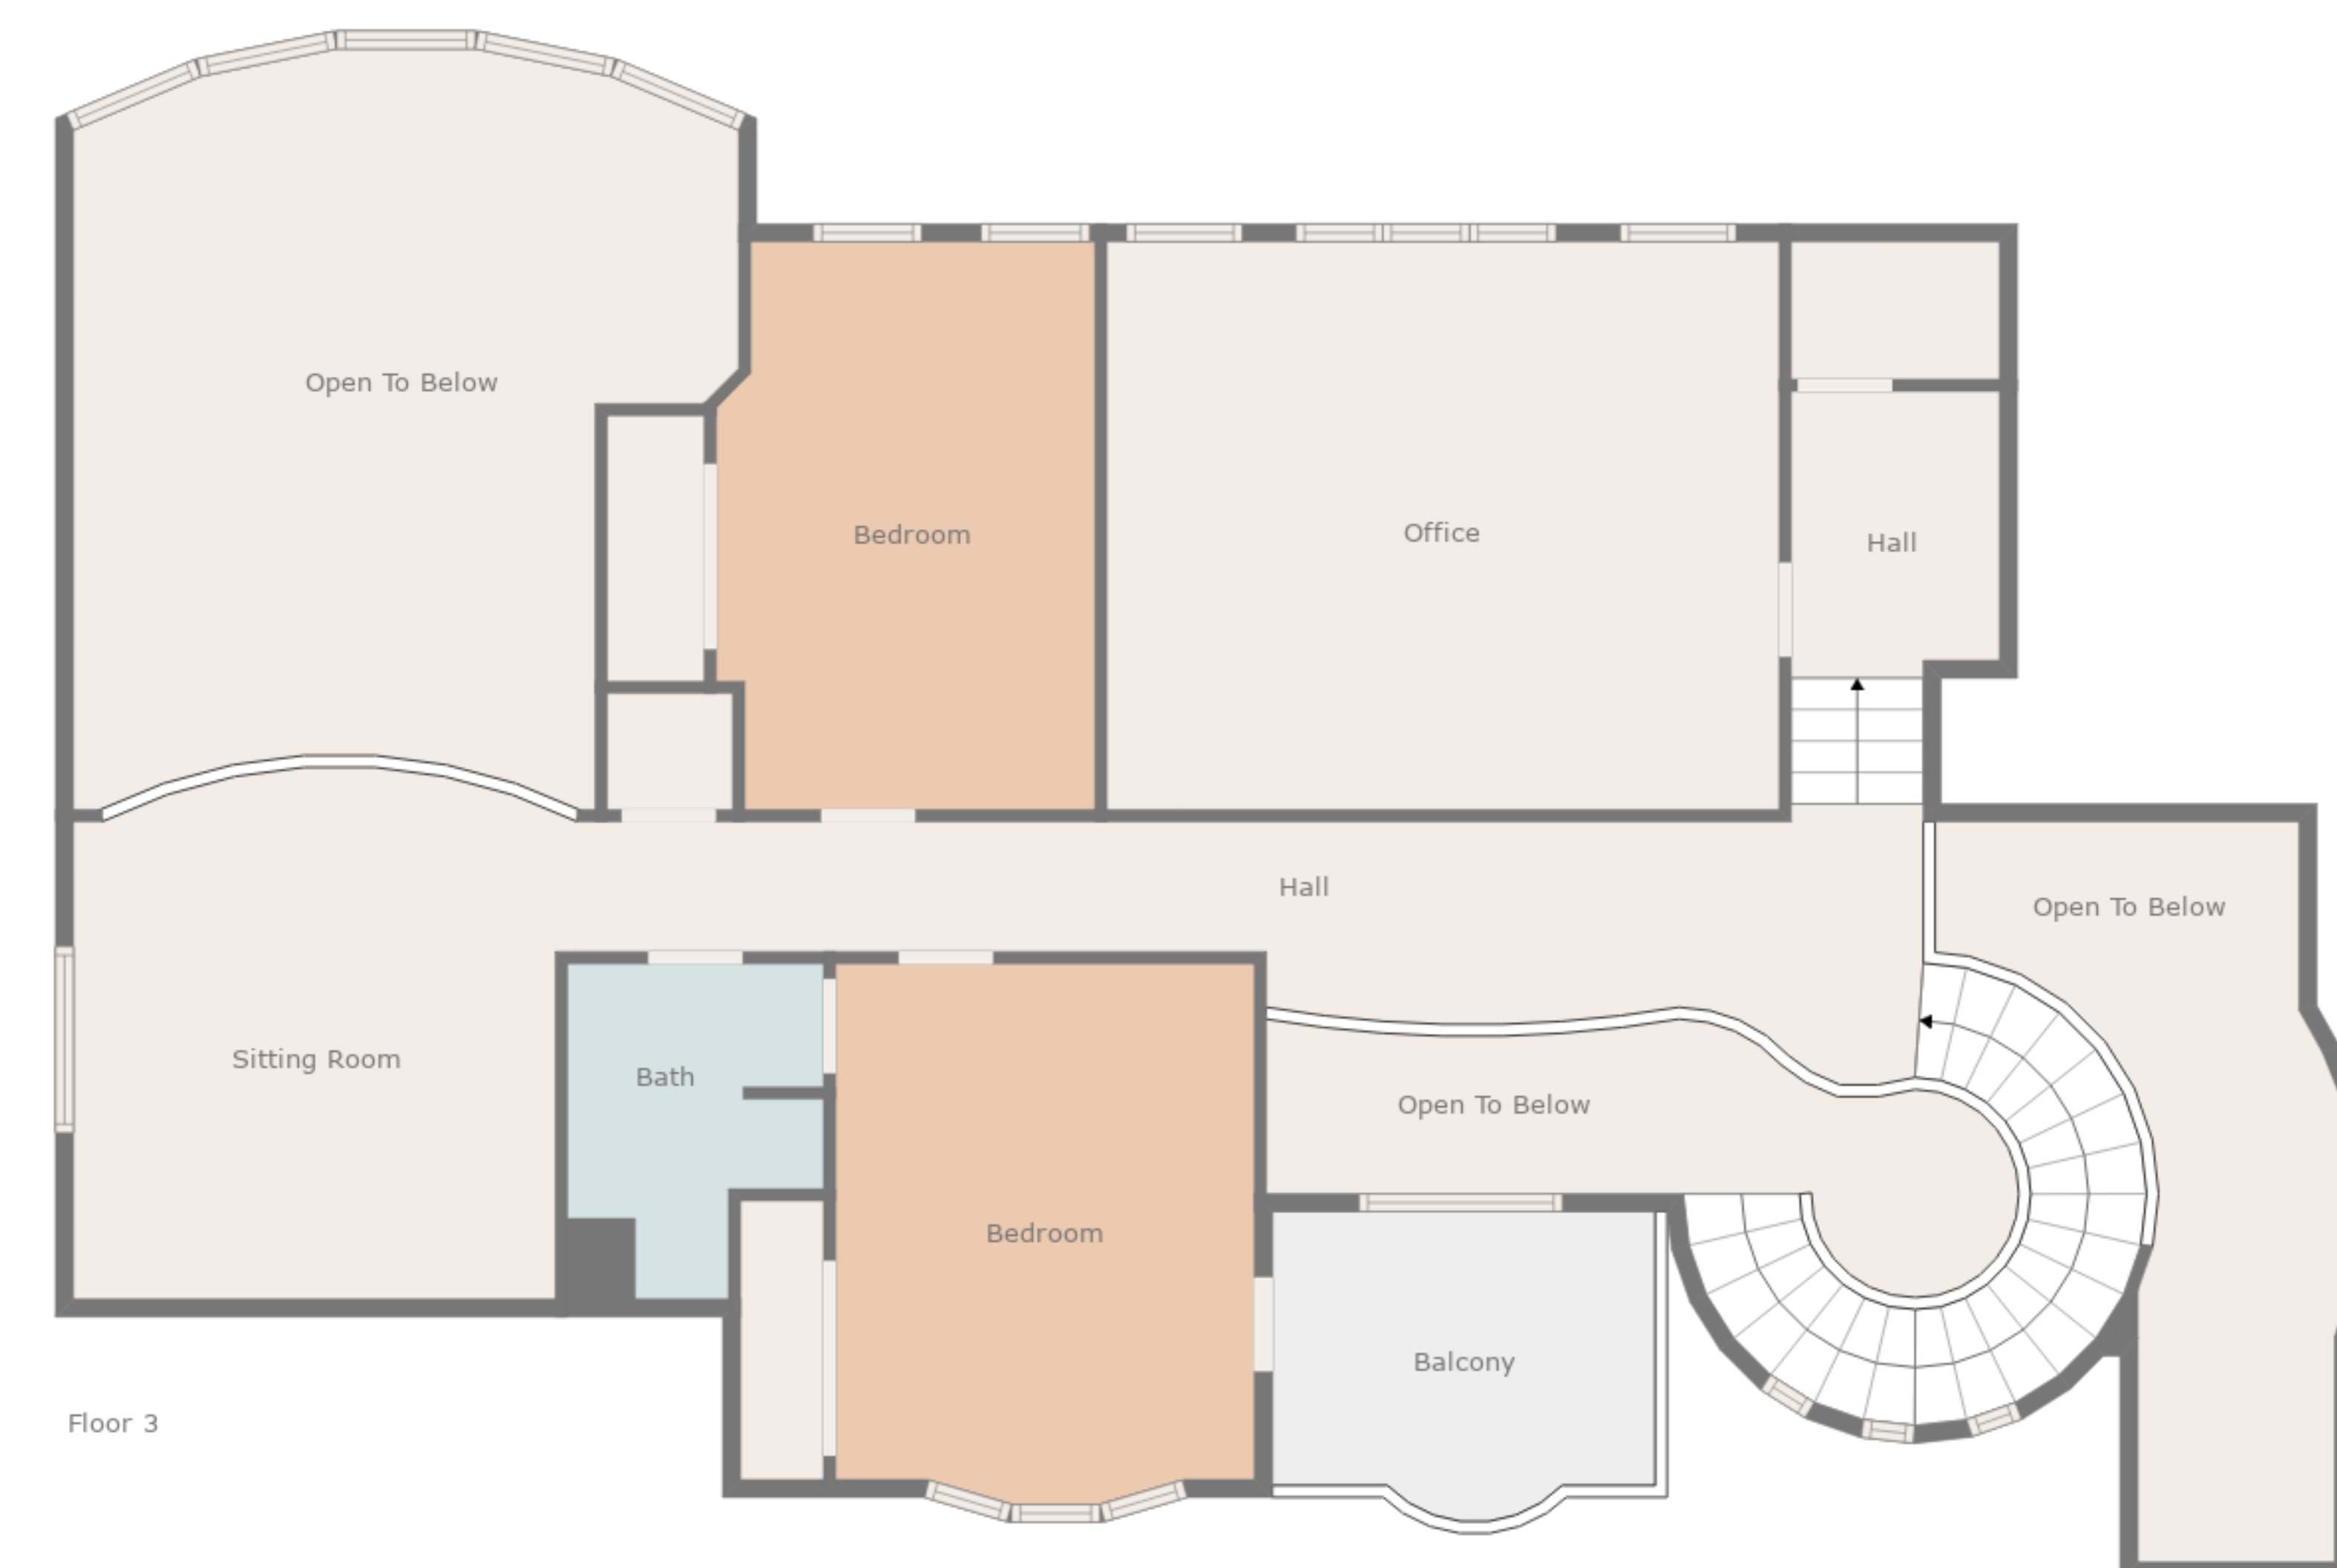 Open To Below
Bedroom
Office
Hall
Hall
Open To Below
Sitting Room
Bath
Open To Below
Bedroom
Balcony
Floor 3